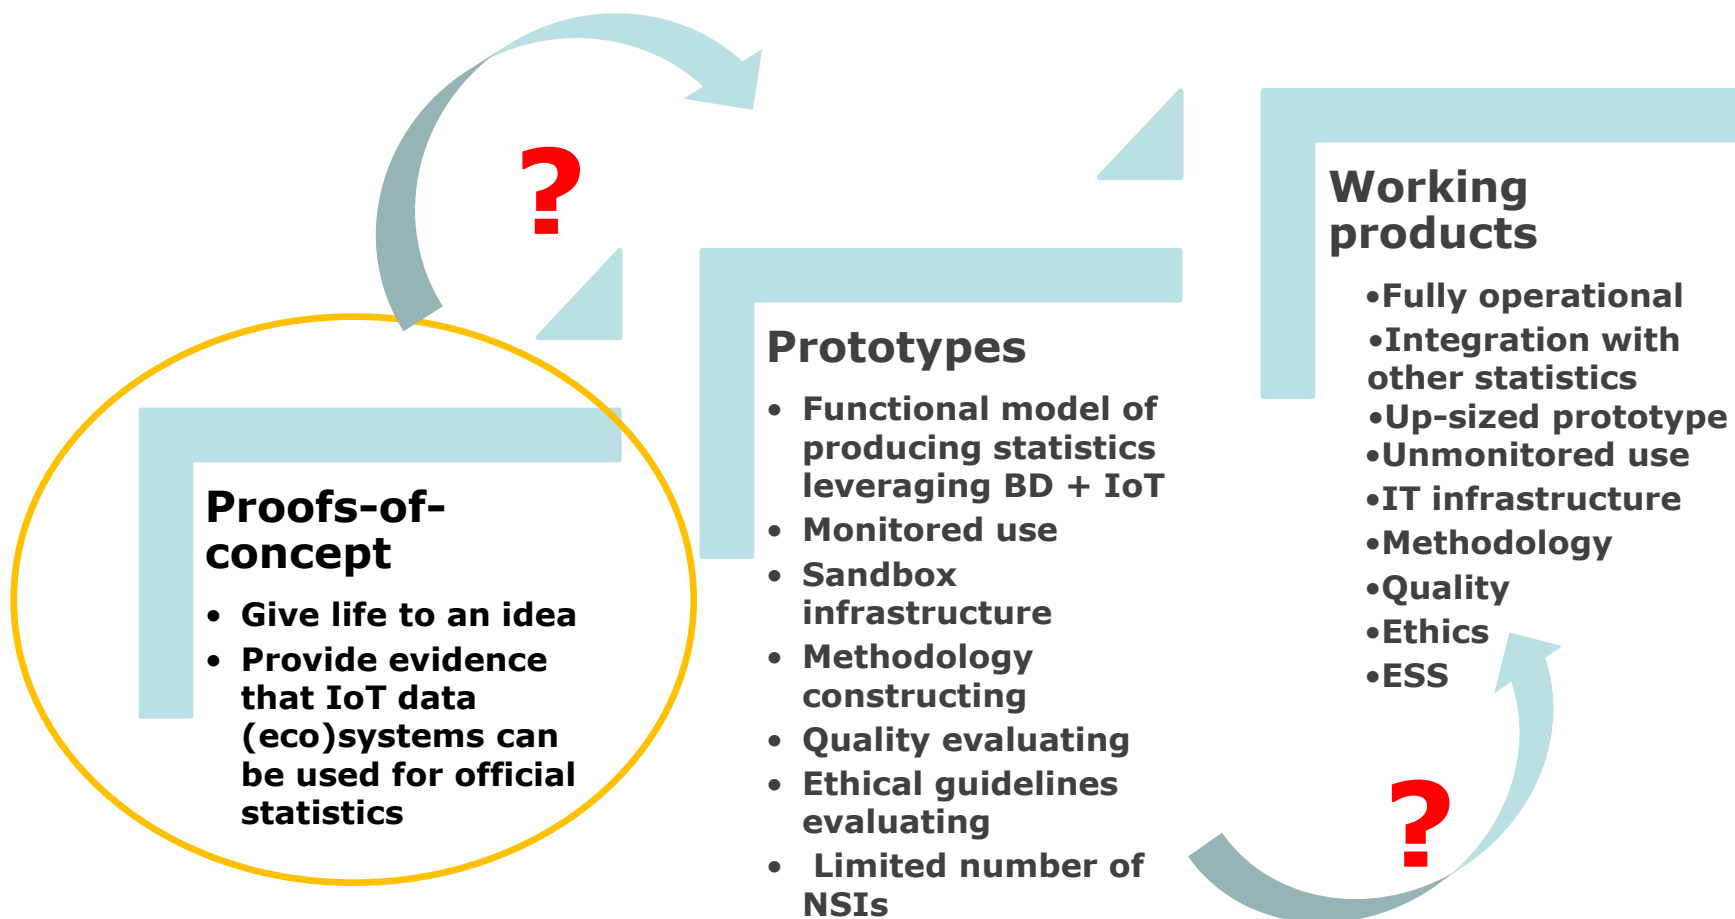 ?
Proofs-of-
concept
• Give life to an idea
• Provide evidence
that IoT data
(eco)systems can
be used for official
statistics
Prototypes
• Functional model of
producing statistics
leveraging BD + IoT
• Monitored use
• Sandbox
infrastructure
• Methodology
constructing
• Quality evaluating
• Ethical guidelines
evaluating
• Limited number of
NSIs
Working
products
•Fully operational
•Integration with
other statistics
•Up-sized prototype
•Unmonitored use
•IT infrastructure
•Methodology
•Quality
•Ethics
•ESS
?